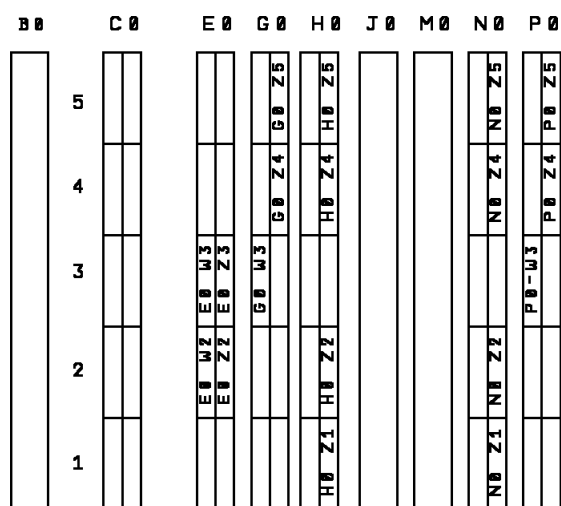 B0 C0 E0 G0 H0 J0 M0 N0 P0
5
G0 Z5
H0 Z5
N0 Z5
P0 Z5
4
G0 Z4
H0 Z4
N0 Z4
P0 Z4
3
E0 W3
E0 Z3
G0 W3
P0-W3
2
E0 W2
E0 Z2
H0 Z2
N0 Z2
1
H0 Z1
N0 Z1